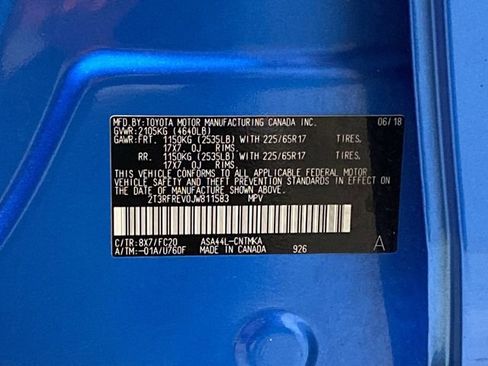 MFD. BY:TOYOTA MOTOR MANUFACTURING CANADA INC. 06/18
GVWR: 2105KG (4640LB)
GAWR: FRT. 1150KG (2535LB) WITH 225/65R17 TIRES.
17X7. OJ RIMS.
RR. 1150KG (2535LB) WITH 225/65R17 TIRES.
17X7. OJ RIMS.
THIS VEHICLE CONFORMS TO ALL APPLICABLE FEDERAL MOTOR
VEHICLE SAFETY AND THEFT PREVENTION STANDARDS IN EFFECT ON
THE DATE OF MANUFACTURE SHOWN ABOVE.
2T3RFREV0JW811583 MPV
C/TR: 8X7/FC20 ASA44L-CNTMKA
A/TM:-01A/U760F MADE IN CANADA 926 A